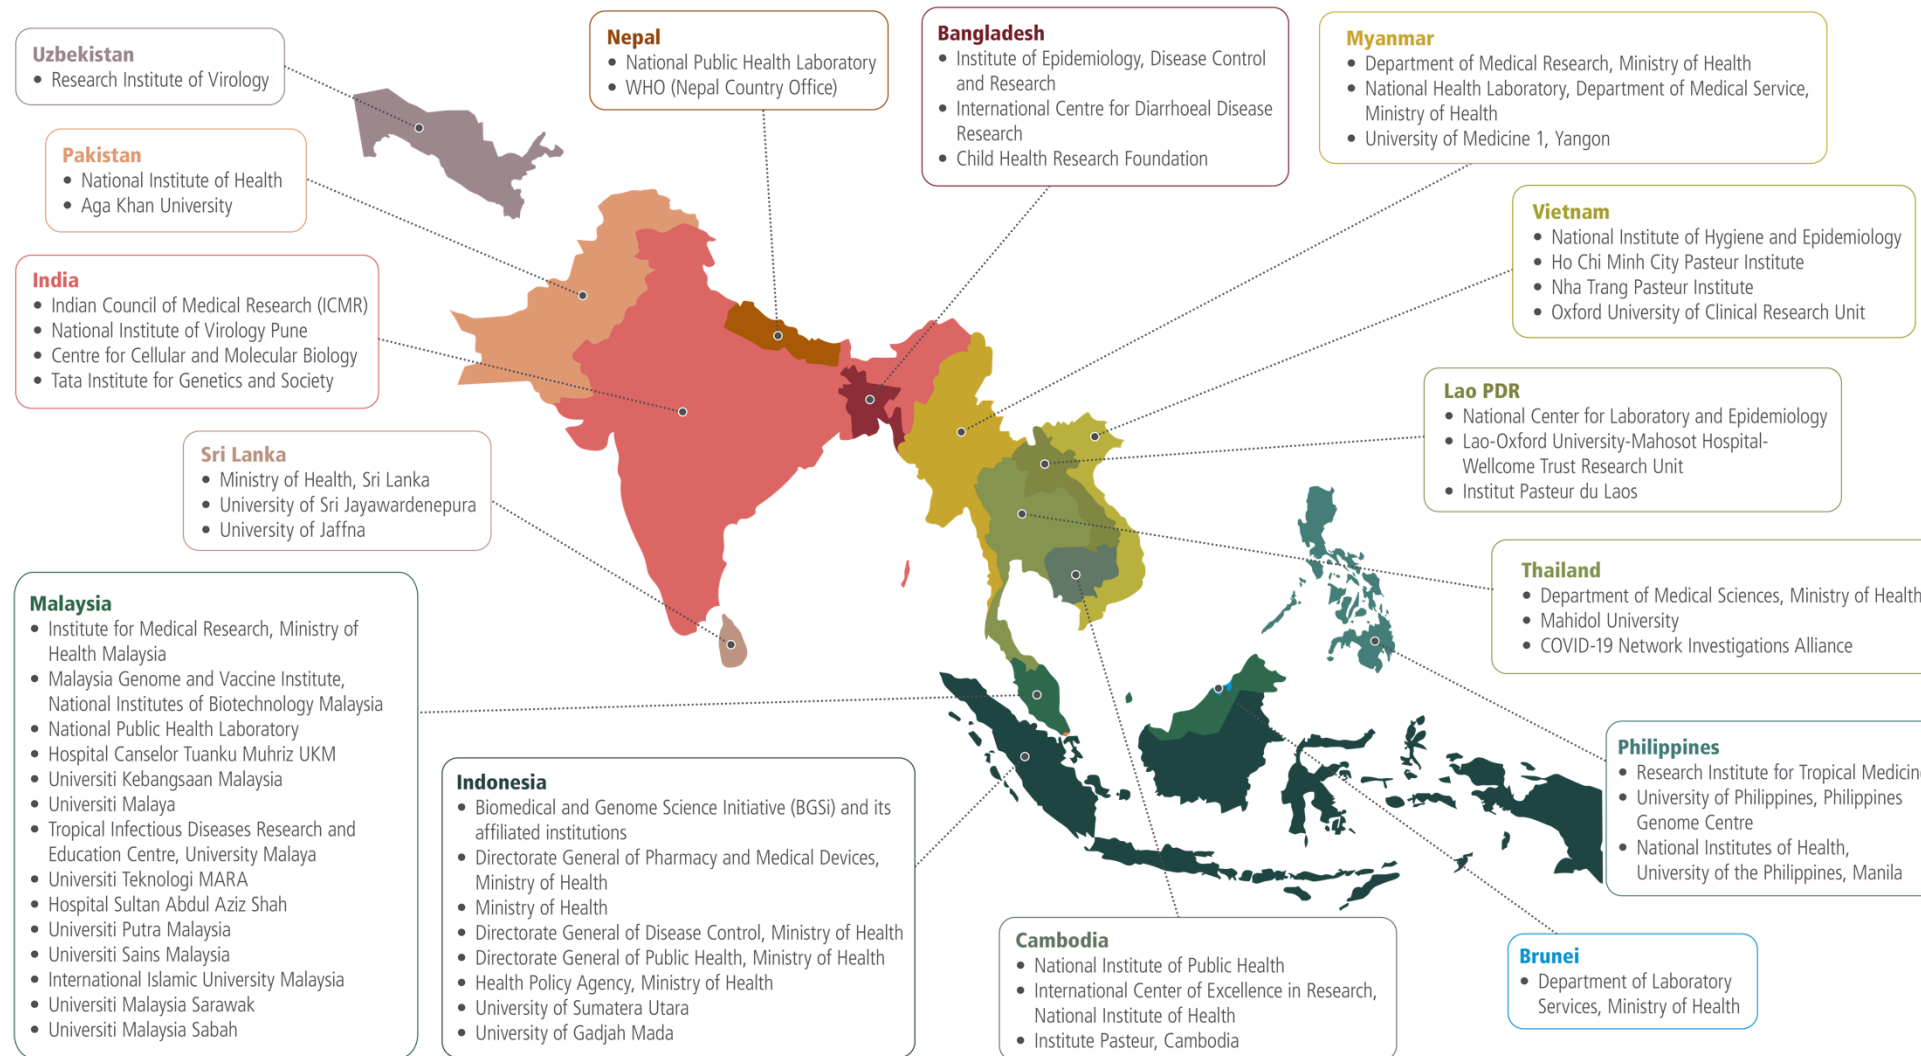 Uzbekistan
• Research Institute of Virology
Pakistan
• National Institute of Health
• Aga Khan University
India
• Indian Council of Medical Research (ICMR)
• National Institute of Virology Pune
• Centre for Cellular and Molecular Biology
• Tata Institute for Genetics and Society
Sri Lanka
• Ministry of Health, Sri Lanka
• University of Sri Jayawardenepura
• University of Jaffna
Malaysia
• Institute for Medical Research, Ministry of
Health Malaysia
• Malaysia Genome and Vaccine Institute,
National Institutes of Biotechnology Malaysia
• National Public Health Laboratory
• Hospital Canselor Tuanku Muhriz UKM
• Universiti Kebangsaan Malaysia
• Universiti Malaya
• Tropical Infectious Diseases Research and
Education Centre, University Malaya
• Universiti Teknologi MARA
• Hospital Sultan Abdul Aziz Shah
• Universiti Putra Malaysia
• Universiti Sains Malaysia
• International Islamic University Malaysia
• Universiti Malaysia Sarawak
• Universiti Malaysia Sabah
Nepal
• National Public Health Laboratory
• WHO (Nepal Country Office)
Bangladesh
• Institute of Epidemiology, Disease Control
and Research
• International Centre for Diarrhoeal Disease
Research
• Child Health Research Foundation
Myanmar
• Department of Medical Research, Ministry of Health
• National Health Laboratory, Department of Medical Service,
Ministry of Health
• University of Medicine 1, Yangon
Vietnam
• National Institute of Hygiene and Epidemiology
• Ho Chi Minh City Pasteur Institute
• Nha Trang Pasteur Institute
• Oxford University of Clinical Research Unit
Lao PDR
• National Center for Laboratory and Epidemiology
• Lao-Oxford University-Mahosot Hospital-
Wellcome Trust Research Unit
• Institut Pasteur du Laos
Thailand
• Department of Medical Sciences, Ministry of Health
• Mahidol University
• COVID-19 Network Investigations Alliance
Philippines
• Research Institute for Tropical Medicine
• University of Philippines, Philippines
Genome Centre
• National Institutes of Health,
University of the Philippines, Manila
Indonesia
• Biomedical and Genome Science Initiative (BGSi) and its
affiliated institutions
• Directorate General of Pharmacy and Medical Devices,
Ministry of Health
• Ministry of Health
• Directorate General of Disease Control, Ministry of Health
• Directorate General of Public Health, Ministry of Health
• Health Policy Agency, Ministry of Health
• University of Sumatera Utara
• University of Gadjah Mada
Cambodia
• National Institute of Public Health
• International Center of Excellence in Research,
National Institute of Health
• Institute Pasteur, Cambodia
Brunei
• Department of Laboratory
Services, Ministry of Health